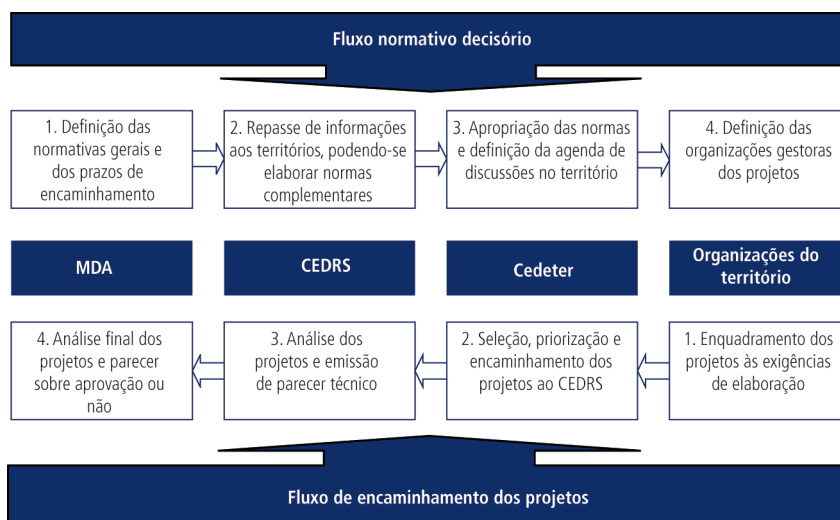 Fluxo normativo decisório
1. Definição das
normativas gerais e
dos prazos de
encaminhamento
2. Repasse de informações
aos territórios, podendo-se
elaborar normas
complementares
3. Apropriação das normas
e definição da agenda de
discussões no território
4. Definição das
organizações gestoras
dos projetos
MDA
CEDRS
Cedeter
Organizações do
território
4. Análise final dos
projetos e parecer
sobre aprovação ou
não
3. Análise dos
projetos e emissão
de parecer técnico
2. Seleção, priorização e
encaminhamento dos
projetos ao CEDRS
1. Enquadramento dos
projetos às exigências
de elaboração
Fluxo de encaminhamento dos projetos